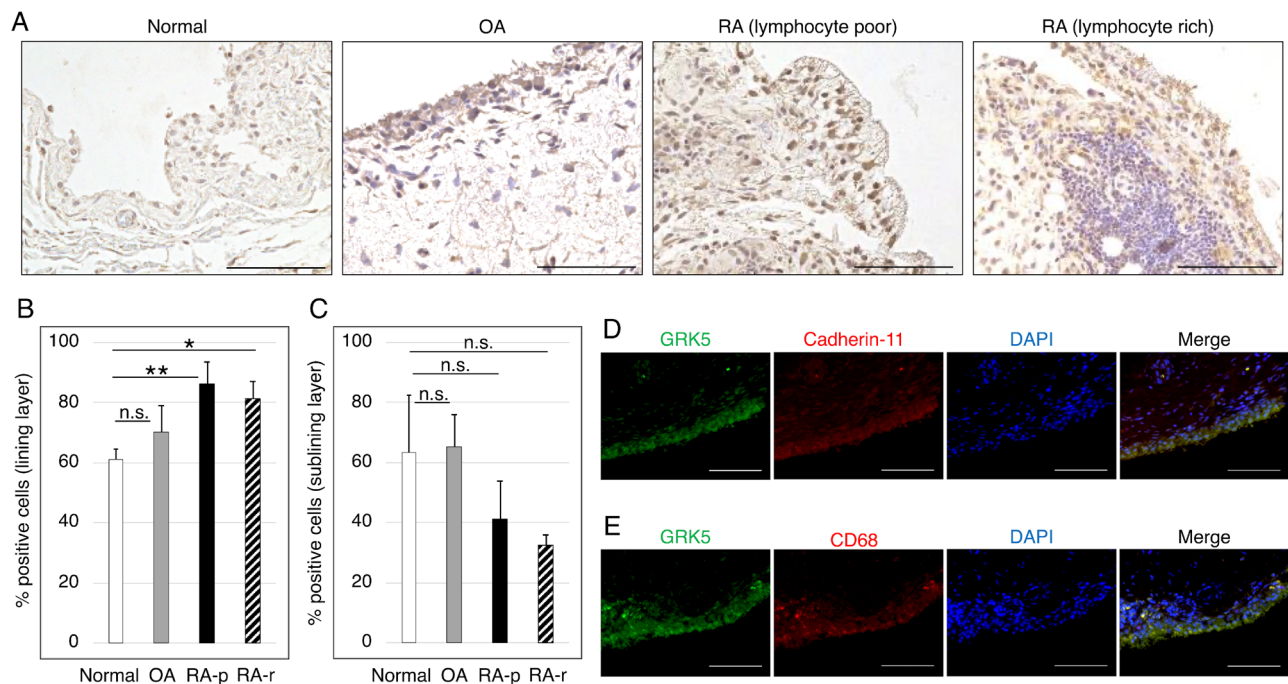 A
Normal
OA
RA (lymphocyte poor)
RA (lymphocyte rich)
B
% positive cells (lining layer)
100
80
60
40
20
0
*
**
n.s.
Normal OA RA-p RA-r
C
% positive cells (sublining layer)
100
80
60
40
20
0
n.s.
n.s.
n.s.
Normal OA RA-p RA-r
D
GRK5
Cadherin-11
DAPI
Merge
E
GRK5
CD68
DAPI
Merge